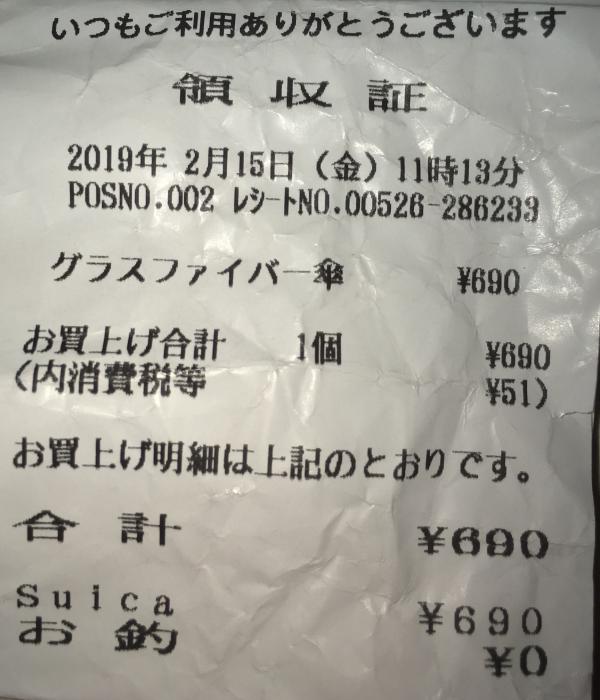 いつもご利用ありがとうございます
領収証
2019年 2月15日（金）11時13分
POSNO.002 ﾚｼｰﾄNO.00526-286233
グラスファイバー傘 ¥690
お買上げ合計 1個 ¥690
（内消費税等 ¥51）
お買上げ明細は上記のとおりです。
合計 ¥690
Suica ¥690
お釣 ¥0